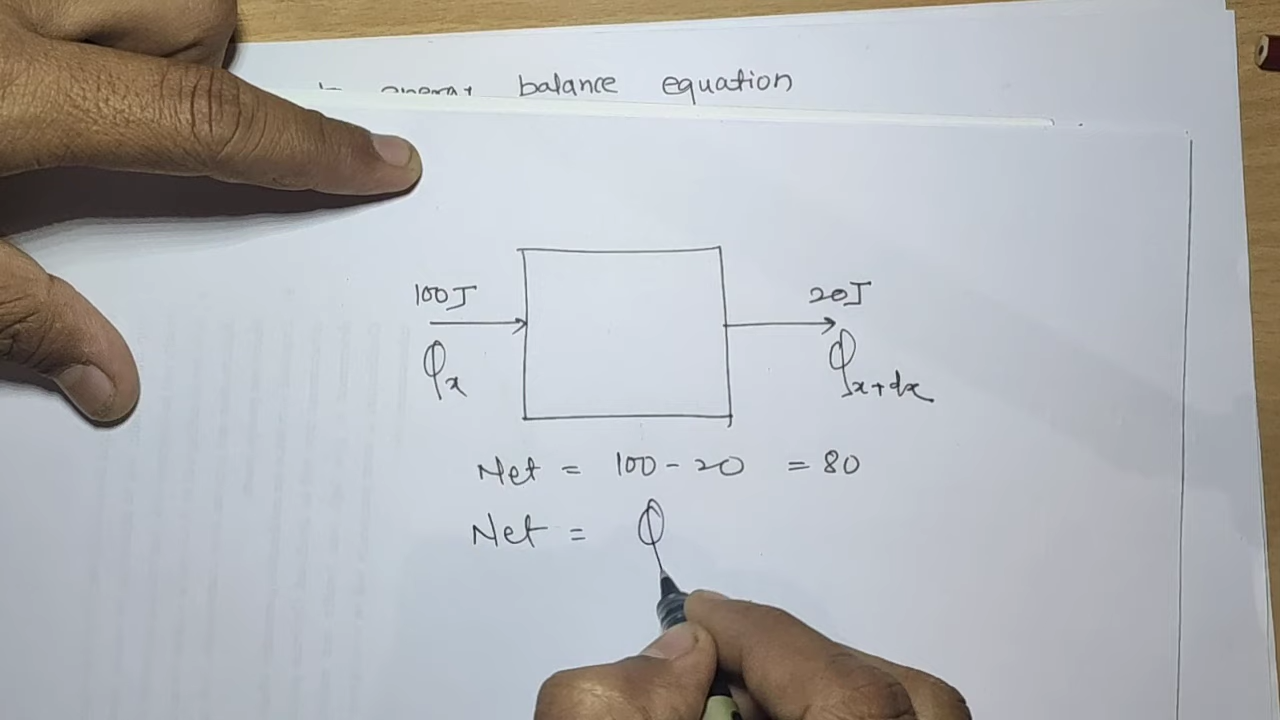 balance equation
100J 20J
φx φx+dx
Net = 100 - 20 = 80
Net = φ